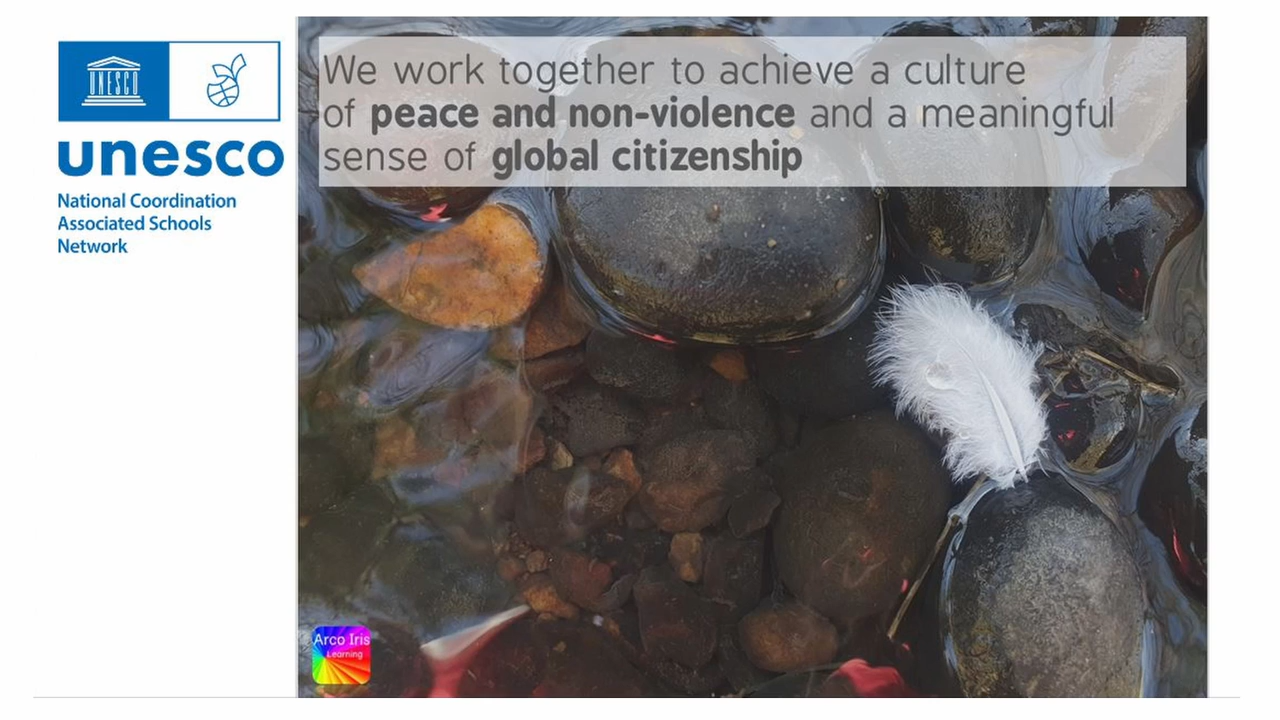 UNESCO
unesco
National Coordination
Associated Schools
Network
We work together to achieve a culture
of peace and non-violence and a meaningful
sense of global citizenship
Arco Iris
Learning